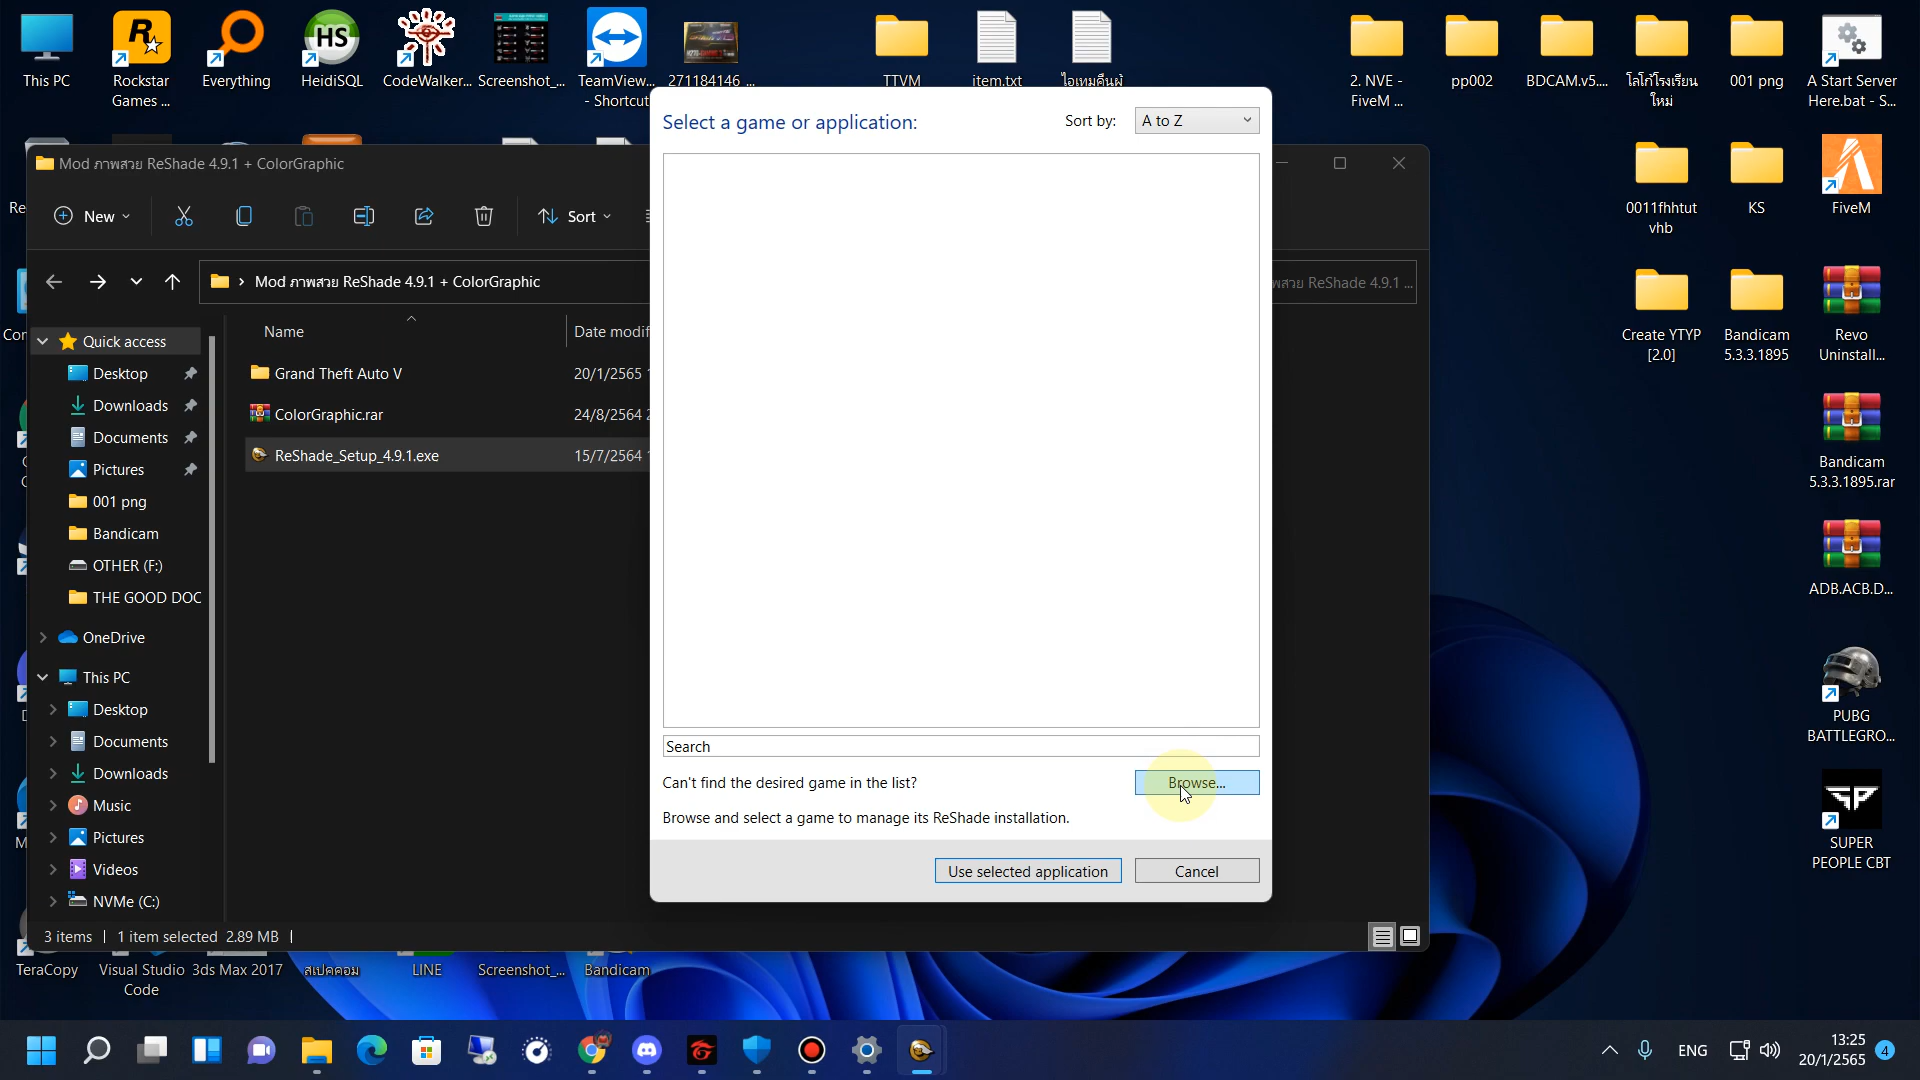 This PC
Rockstar
Games ...
Everything
HeidiSQL
CodeWalker...
Screenshot_...
TeamView...
- Shortcut
271184146 ...
TTVM
item.txt
ไอเทมคืนผู้
2. NVE -
FiveM ...
pp002
BDCAM.v5....
โลโก้โรงเรียน
ใหม่
001 png
A Start Server
Here.bat - S...
Select a game or application:
Sort by:
A to Z
Mod ภาพสวย ReShade 4.9.1 + ColorGraphic
New
Sort
Mod ภาพสวย ReShade 4.9.1 + ColorGraphic
ReShade 4.9.1 ...
Name
Date modif
Quick access
Desktop
Downloads
Documents
Pictures
001 png
Bandicam
OTHER (F:)
THE GOOD DOC
OneDrive
This PC
Desktop
Documents
Downloads
Music
Pictures
Videos
NVMe (C:)
Grand Theft Auto V
20/1/2565
ColorGraphic.rar
24/8/2564
ReShade_Setup_4.9.1.exe
15/7/2564
3 items
1 item selected 2.89 MB
Search
Can't find the desired game in the list?
Browse...
Browse and select a game to manage its ReShade installation.
Use selected application
Cancel
0011fhhtut
vhb
KS
FiveM
Create YTYP
[2.0]
Bandicam
5.3.3.1895
Revo
Uninstall...
Bandicam
5.3.3.1895.rar
ADB.ACB.D...
PUBG
BATTLEGRO...
SUPER
PEOPLE CBT
TeraCopy
Visual Studio
Code
3ds Max 2017
สเปคคอม
LINE
Screenshot_...
Bandicam
ENG
13:25
20/1/2565
4